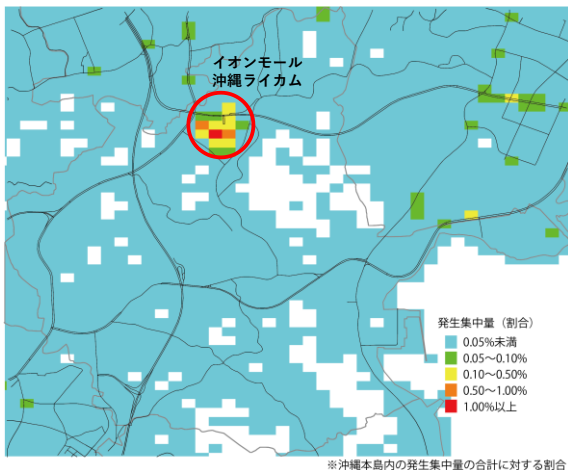 イオンモール
沖縄ライカム
発生集中量（割合）
0.05%未満
0.05～0.10%
0.10～0.50%
0.50～1.00%
1.00%以上
※沖縄本島内の発生集中量の合計に対する割合